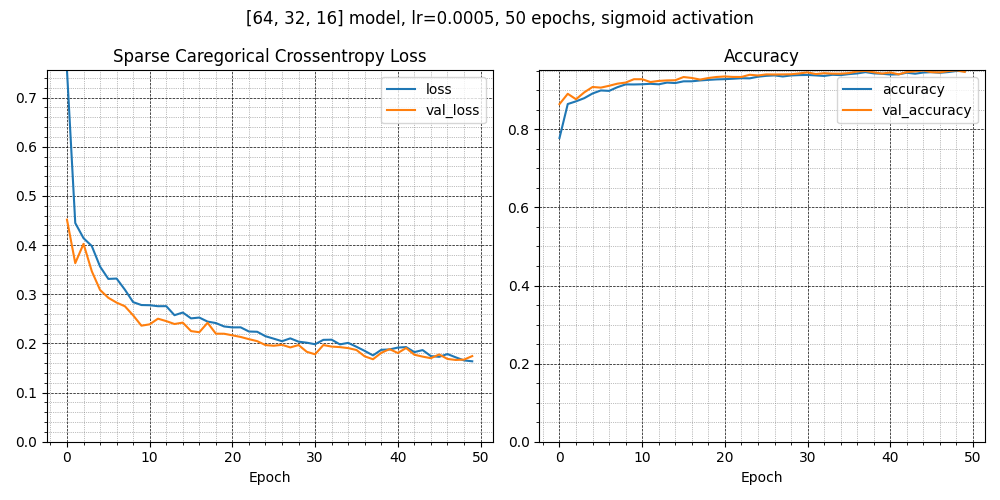 [64, 32, 16] model, lr=0.0005, 50 epochs, sigmoid activation
Sparse Caregorical Crossentropy Loss
0.7
0.6
0.5
0.4
0.3
0.2
0.1
0.0
loss
val_loss
0 10 20 30 40 50
Epoch
Accuracy
0.8
0.6
0.4
0.2
0.0
accuracy
val_accuracy
0 10 20 30 40 50
Epoch